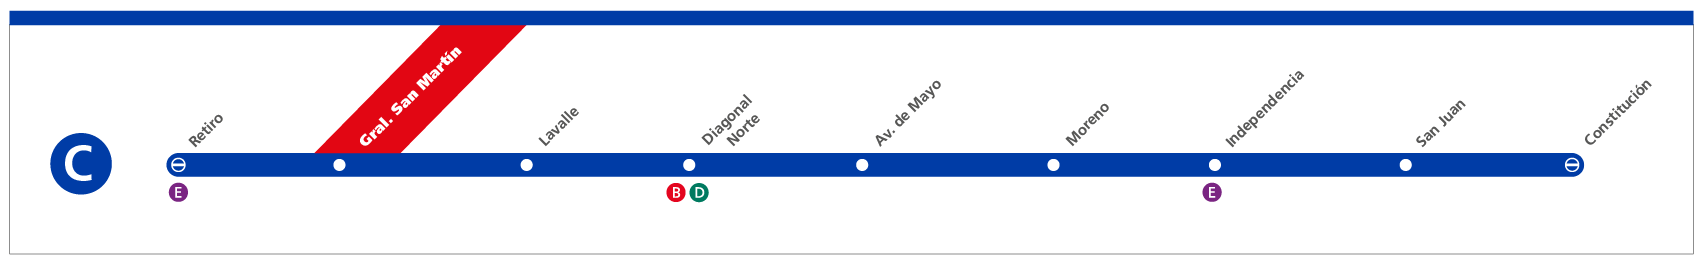 C
Retiro
Gral. San Martín
Lavalle
Diagonal
Norte
Av. de Mayo
Moreno
Independencia
San Juan
Constitución
E
B D
E